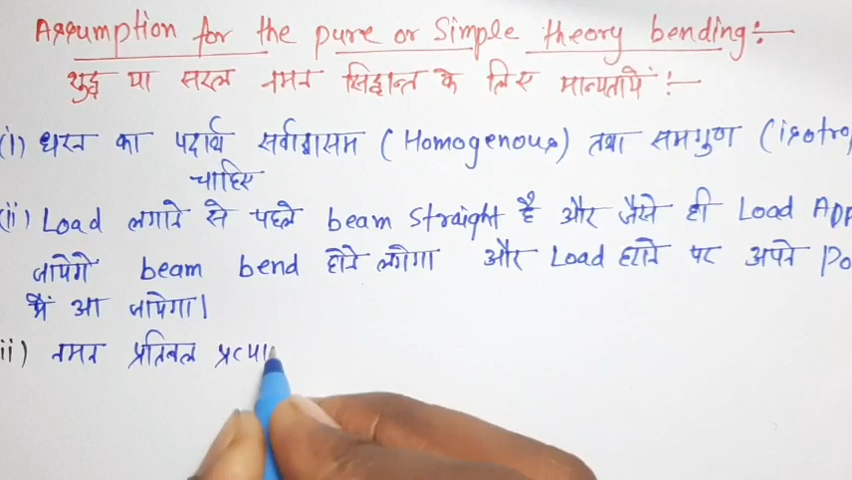 Assumption for the pure or Simple theory bending:-
शुद्ध या सरल नमन सिद्धान्त के लिए मान्यतायें :-
(i) धरन का पदार्थ सर्वत्रासम (Homogenous) तथा समगुण (isotro
चाहिए
(ii) Load लगाने से पहले beam straight है और जैसे ही Load
जायेगे beam bend होने लगेगा और Load हटाने पर अपने Po
में आ जायेगा।
ii) नमन प्रतिबल प्रत्या